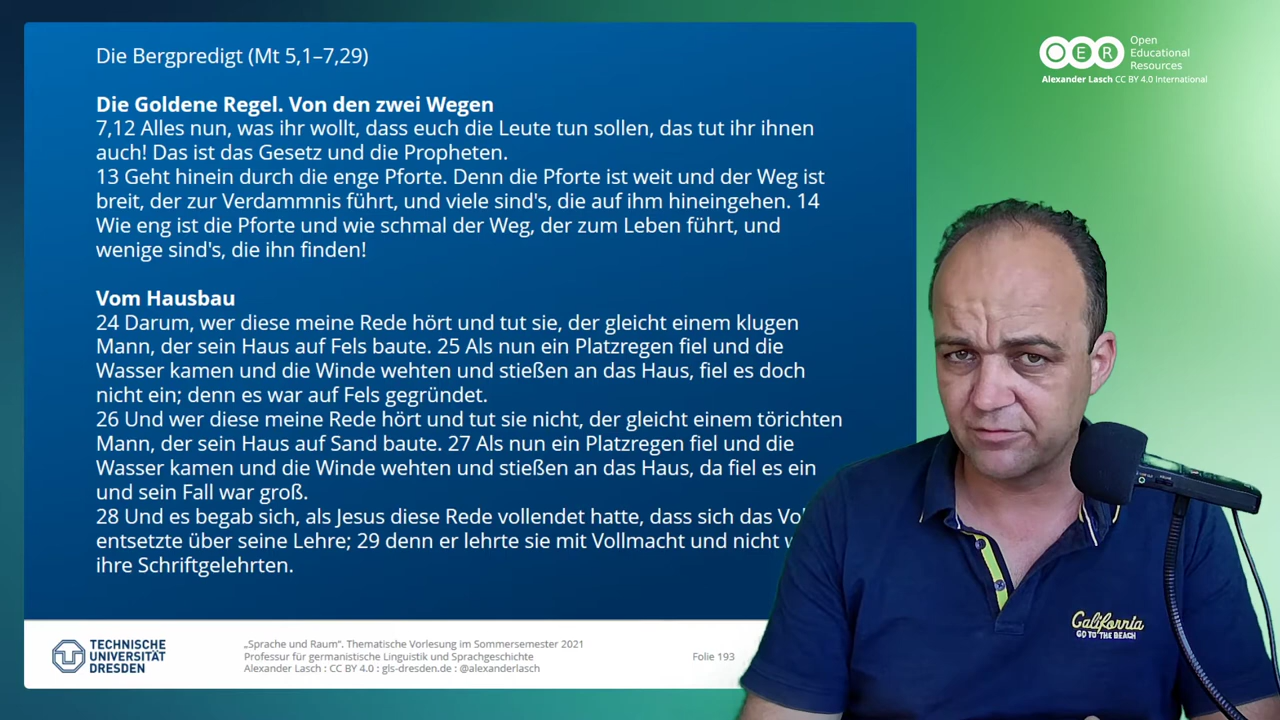 Die Bergpredigt (Mt 5,1–7,29)
Die Goldene Regel. Von den zwei Wegen
7,12 Alles nun, was ihr wollt, dass euch die Leute tun sollen, das tut ihr ihnen
auch! Das ist das Gesetz und die Propheten.
13 Geht hinein durch die enge Pforte. Denn die Pforte ist weit und der Weg ist
breit, der zur Verdammnis führt, und viele sind's, die auf ihm hineingehen. 14
Wie eng ist die Pforte und wie schmal der Weg, der zum Leben führt, und
wenige sind's, die ihn finden!
Vom Hausbau
24 Darum, wer diese meine Rede hört und tut sie, der gleicht einem klugen
Mann, der sein Haus auf Fels baute. 25 Als nun ein Platzregen fiel und die
Wasser kamen und die Winde wehten und stießen an das Haus, fiel es doch
nicht ein; denn es war auf Fels gegründet.
26 Und wer diese meine Rede hört und tut sie nicht, der gleicht einem törichten
Mann, der sein Haus auf Sand baute. 27 Als nun ein Platzregen fiel und die
Wasser kamen und die Winde wehten und stießen an das Haus, da fiel es ein
und sein Fall war groß.
28 Und es begab sich, als Jesus diese Rede vollendet hatte, dass sich das
entsetzte über seine Lehre; 29 denn er lehrte sie mit Vollmacht und nicht
ihre Schriftgelehrten.
TECHNISCHE
UNIVERSITÄT
DRESDEN
„Sprache und Raum“. Thematische Vorlesung im Sommersemester 2021
Professur für germanistische Linguistik und Sprachgeschichte
Alexander Lasch : CC BY 4.0 : gls-dresden.de : @alexanderlasch
Folie 193
OER
Open
Educational
Resources
Alexander Lasch CC BY 4.0 International
California
GO TO THE BEACH